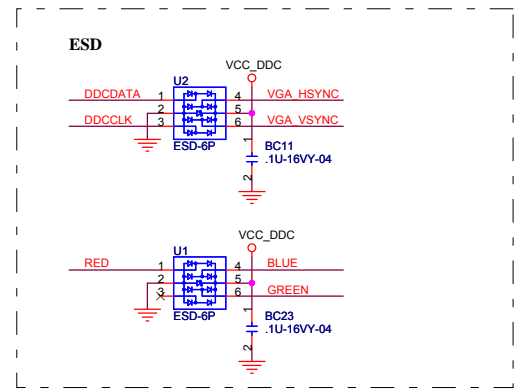 ESD
VCC_DDC
U2
DDCDATA 1 4 VGA_HSYNC
2 5
DDCCLK 3 6 VGA_VSYNC
ESD-6P
1
BC11
.1U-16VY-04
2
VCC_DDC
U1
RED 1 4 BLUE
2 5
3 6 GREEN
ESD-6P
1
BC23
.1U-16VY-04
2